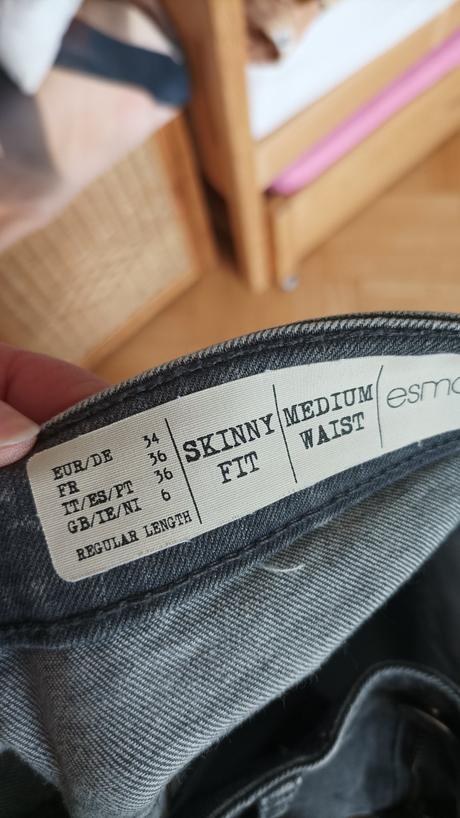 EUR/DE 34
FR 36
IT/ES/PT 36
GB/IE/NI 6
REGULAR LENGTH
SKINNY
FIT
MEDIUM
WAIST
esmo